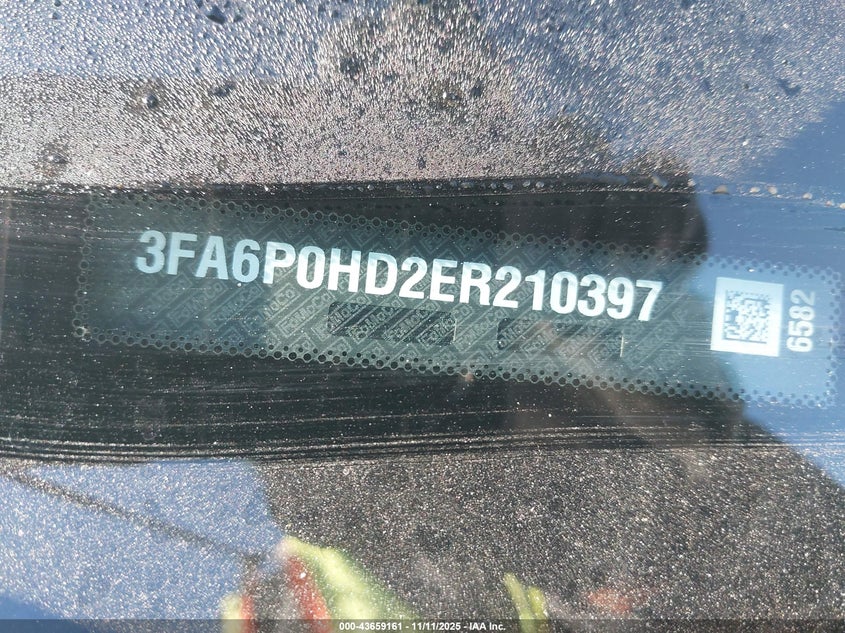 3FA6P0HD2ER210397
6582
000-43659161 - 11/11/2025 - IAA Inc.